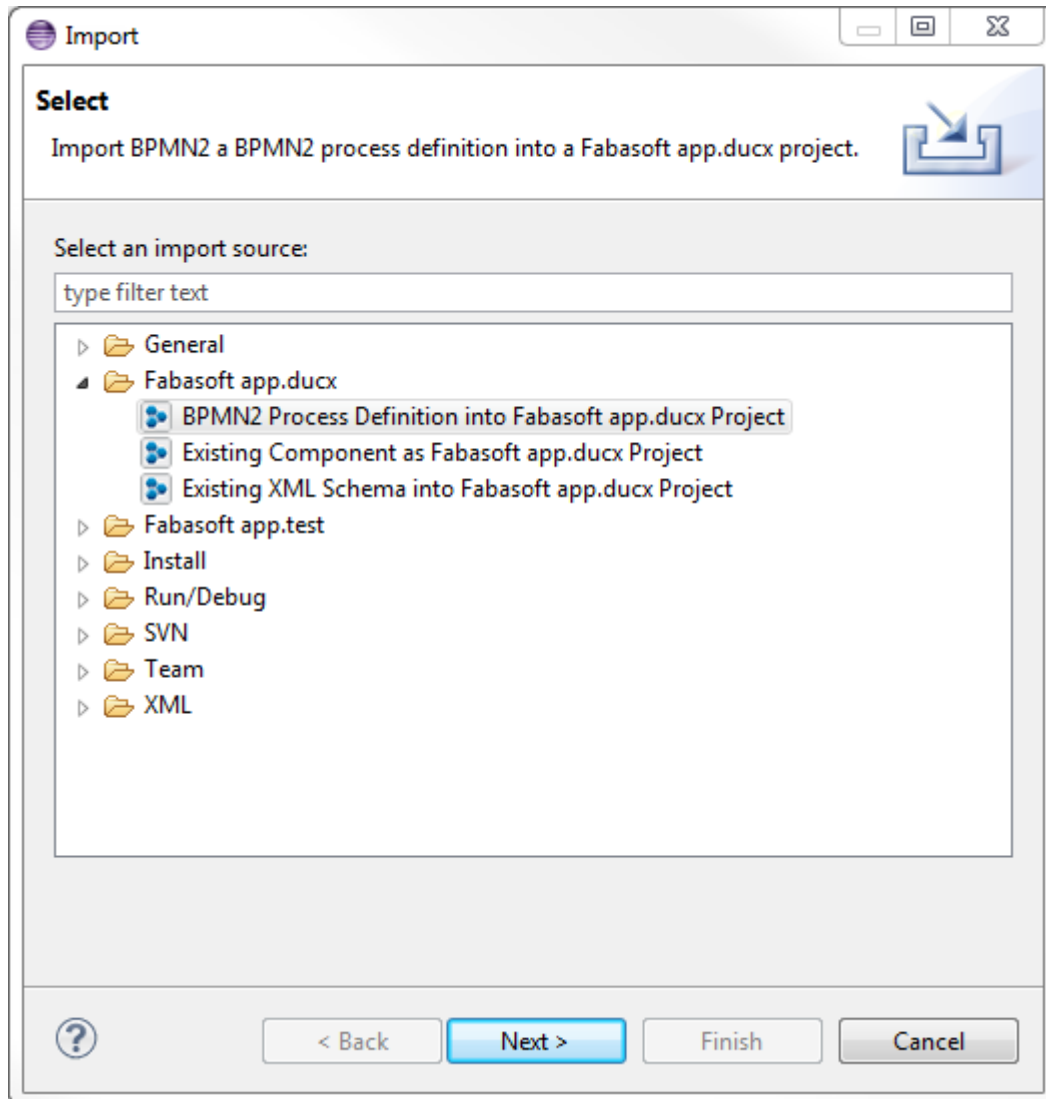 Import
Select
Import BPMN2 a BPMN2 process definition into a Fabasoft app.ducx project.
Select an import source:
type filter text
General
Fabasoft app.ducx
BPMN2 Process Definition into Fabasoft app.ducx Project
Existing Component as Fabasoft app.ducx Project
Existing XML Schema into Fabasoft app.ducx Project
Fabasoft app.test
Install
Run/Debug
SVN
Team
XML
? < Back Next > Finish Cancel